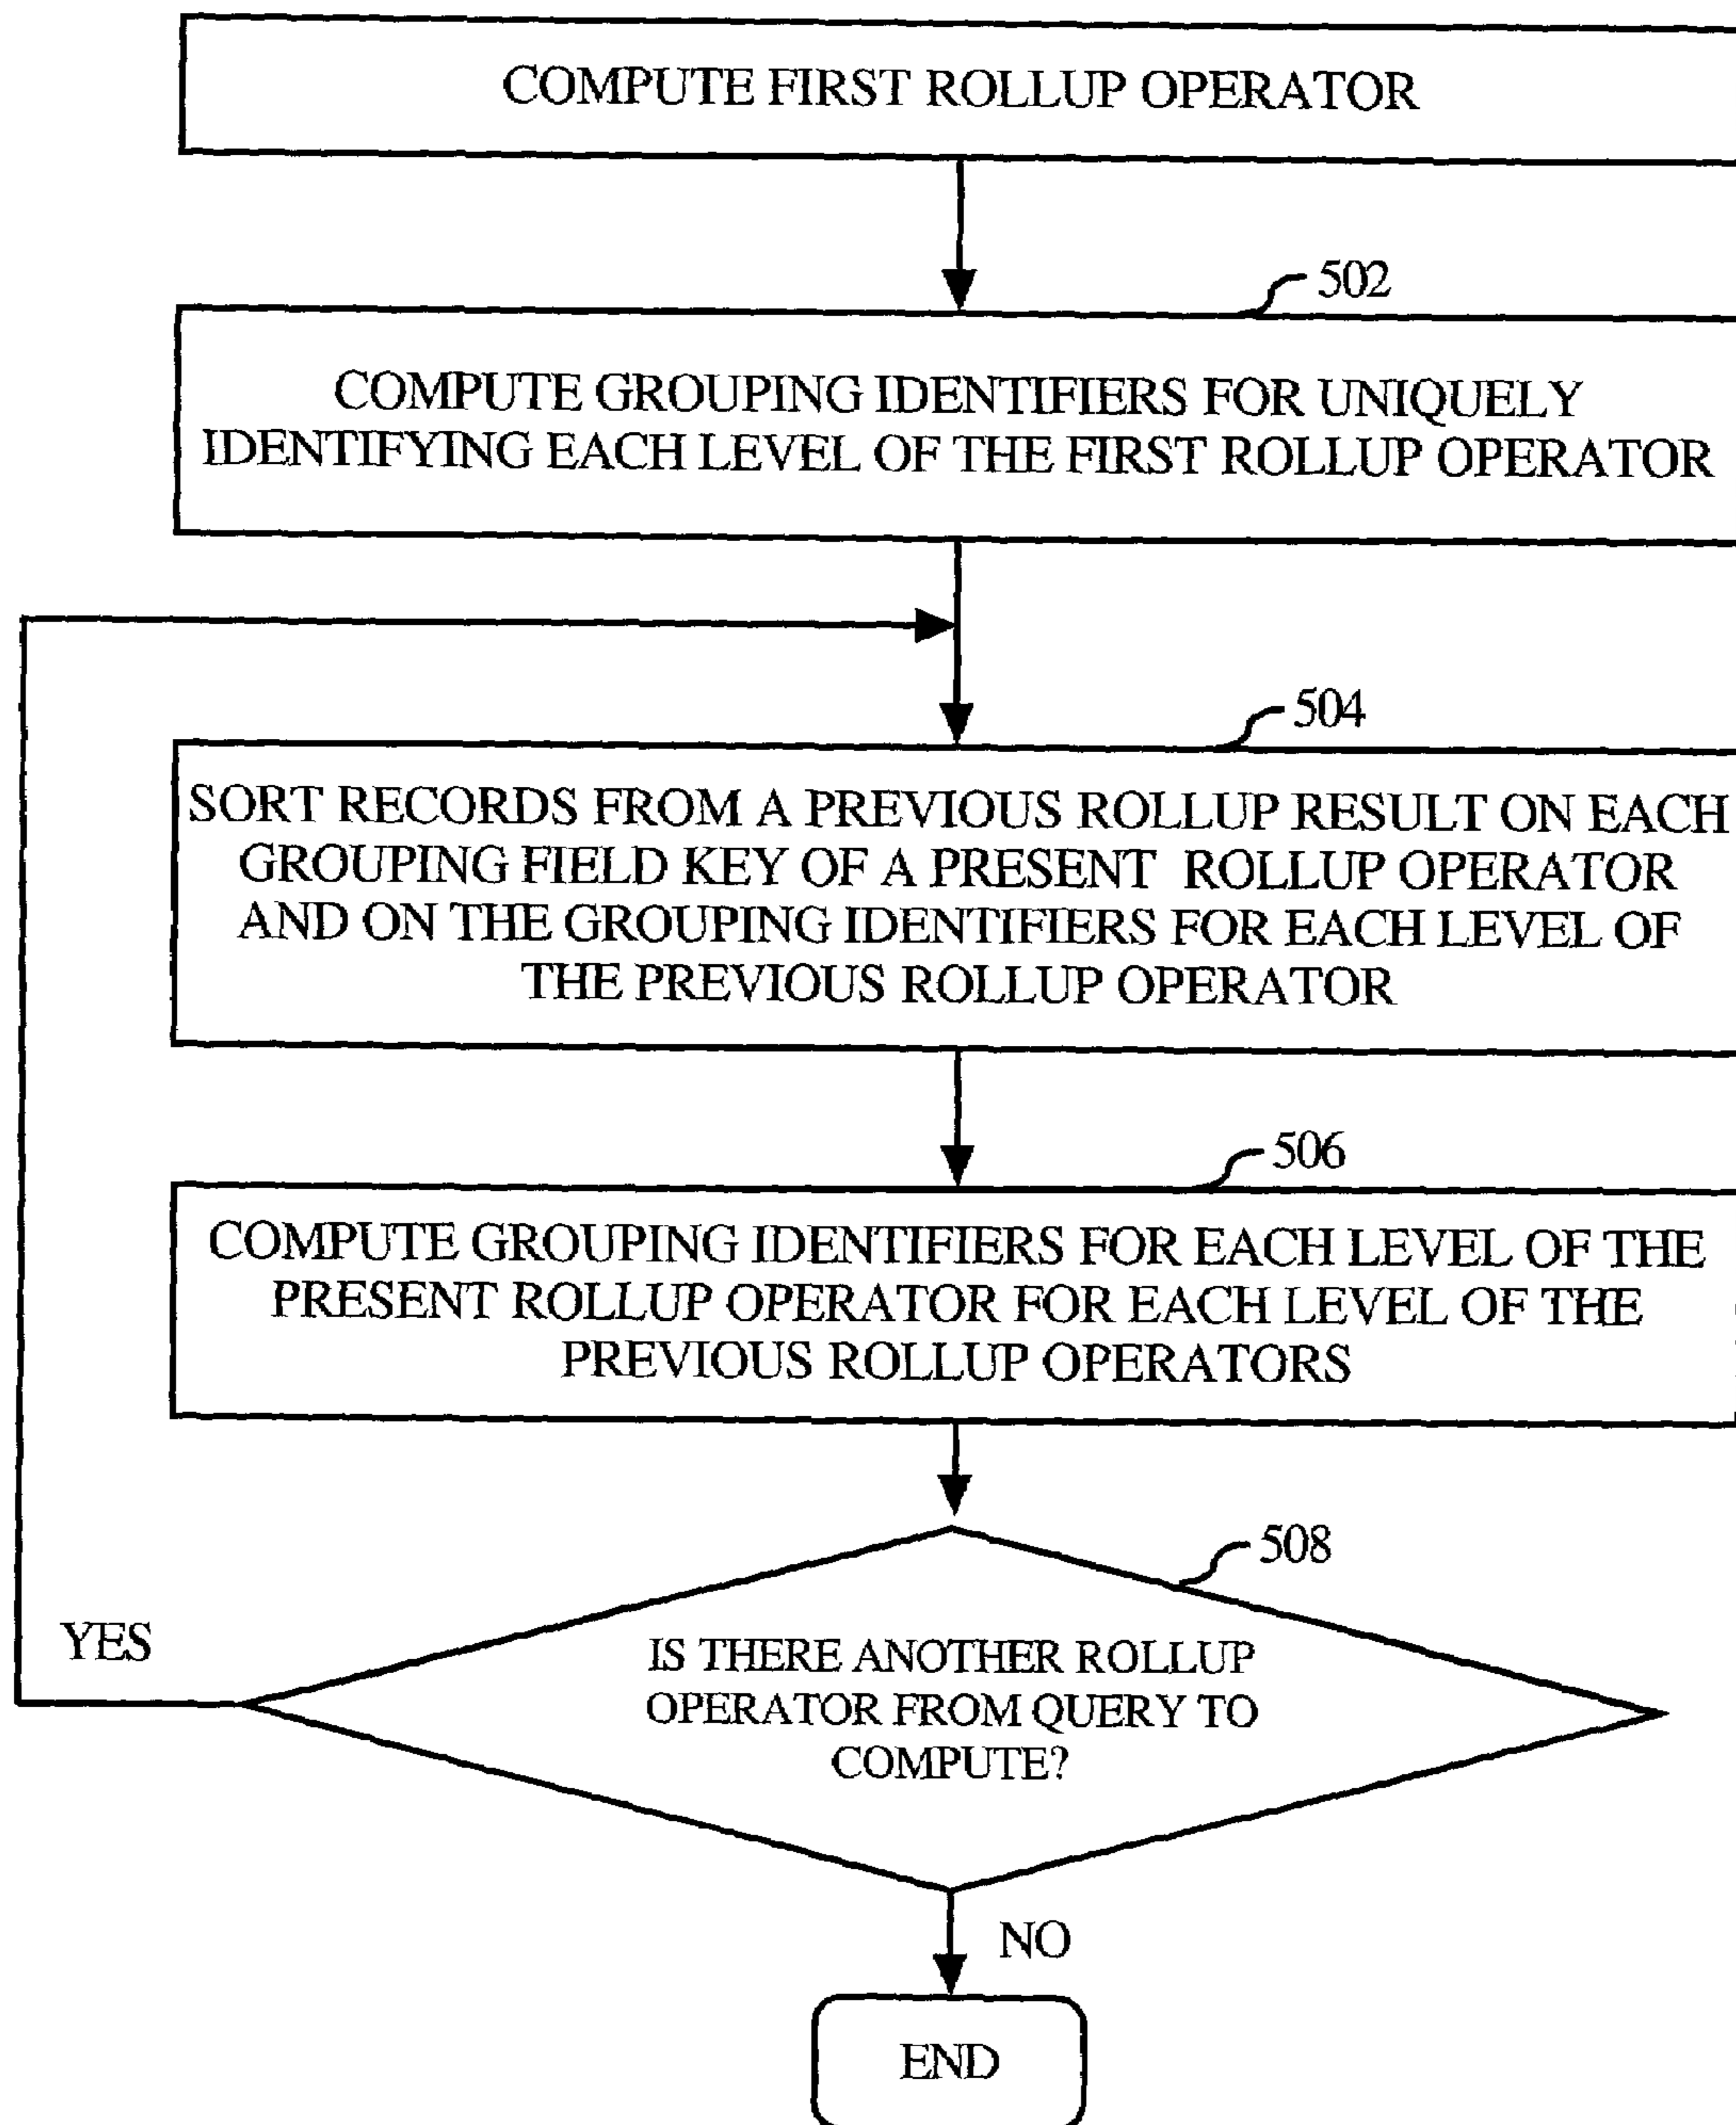 COMPUTE FIRST ROLLUP OPERATOR
502
COMPUTE GROUPING IDENTIFIERS FOR UNIQUELY
IDENTIFYING EACH LEVEL OF THE FIRST ROLLUP OPERATOR
504
SORT RECORDS FROM A PREVIOUS ROLLUP RESULT ON EACH
GROUPING FIELD KEY OF A PRESENT ROLLUP OPERATOR
AND ON THE GROUPING IDENTIFIERS FOR EACH LEVEL OF
THE PREVIOUS ROLLUP OPERATOR
506
COMPUTE GROUPING IDENTIFIERS FOR EACH LEVEL OF THE
PRESENT ROLLUP OPERATOR FOR EACH LEVEL OF THE
PREVIOUS ROLLUP OPERATORS
508
YES
IS THERE ANOTHER ROLLUP
OPERATOR FROM QUERY TO
COMPUTE?
NO
END